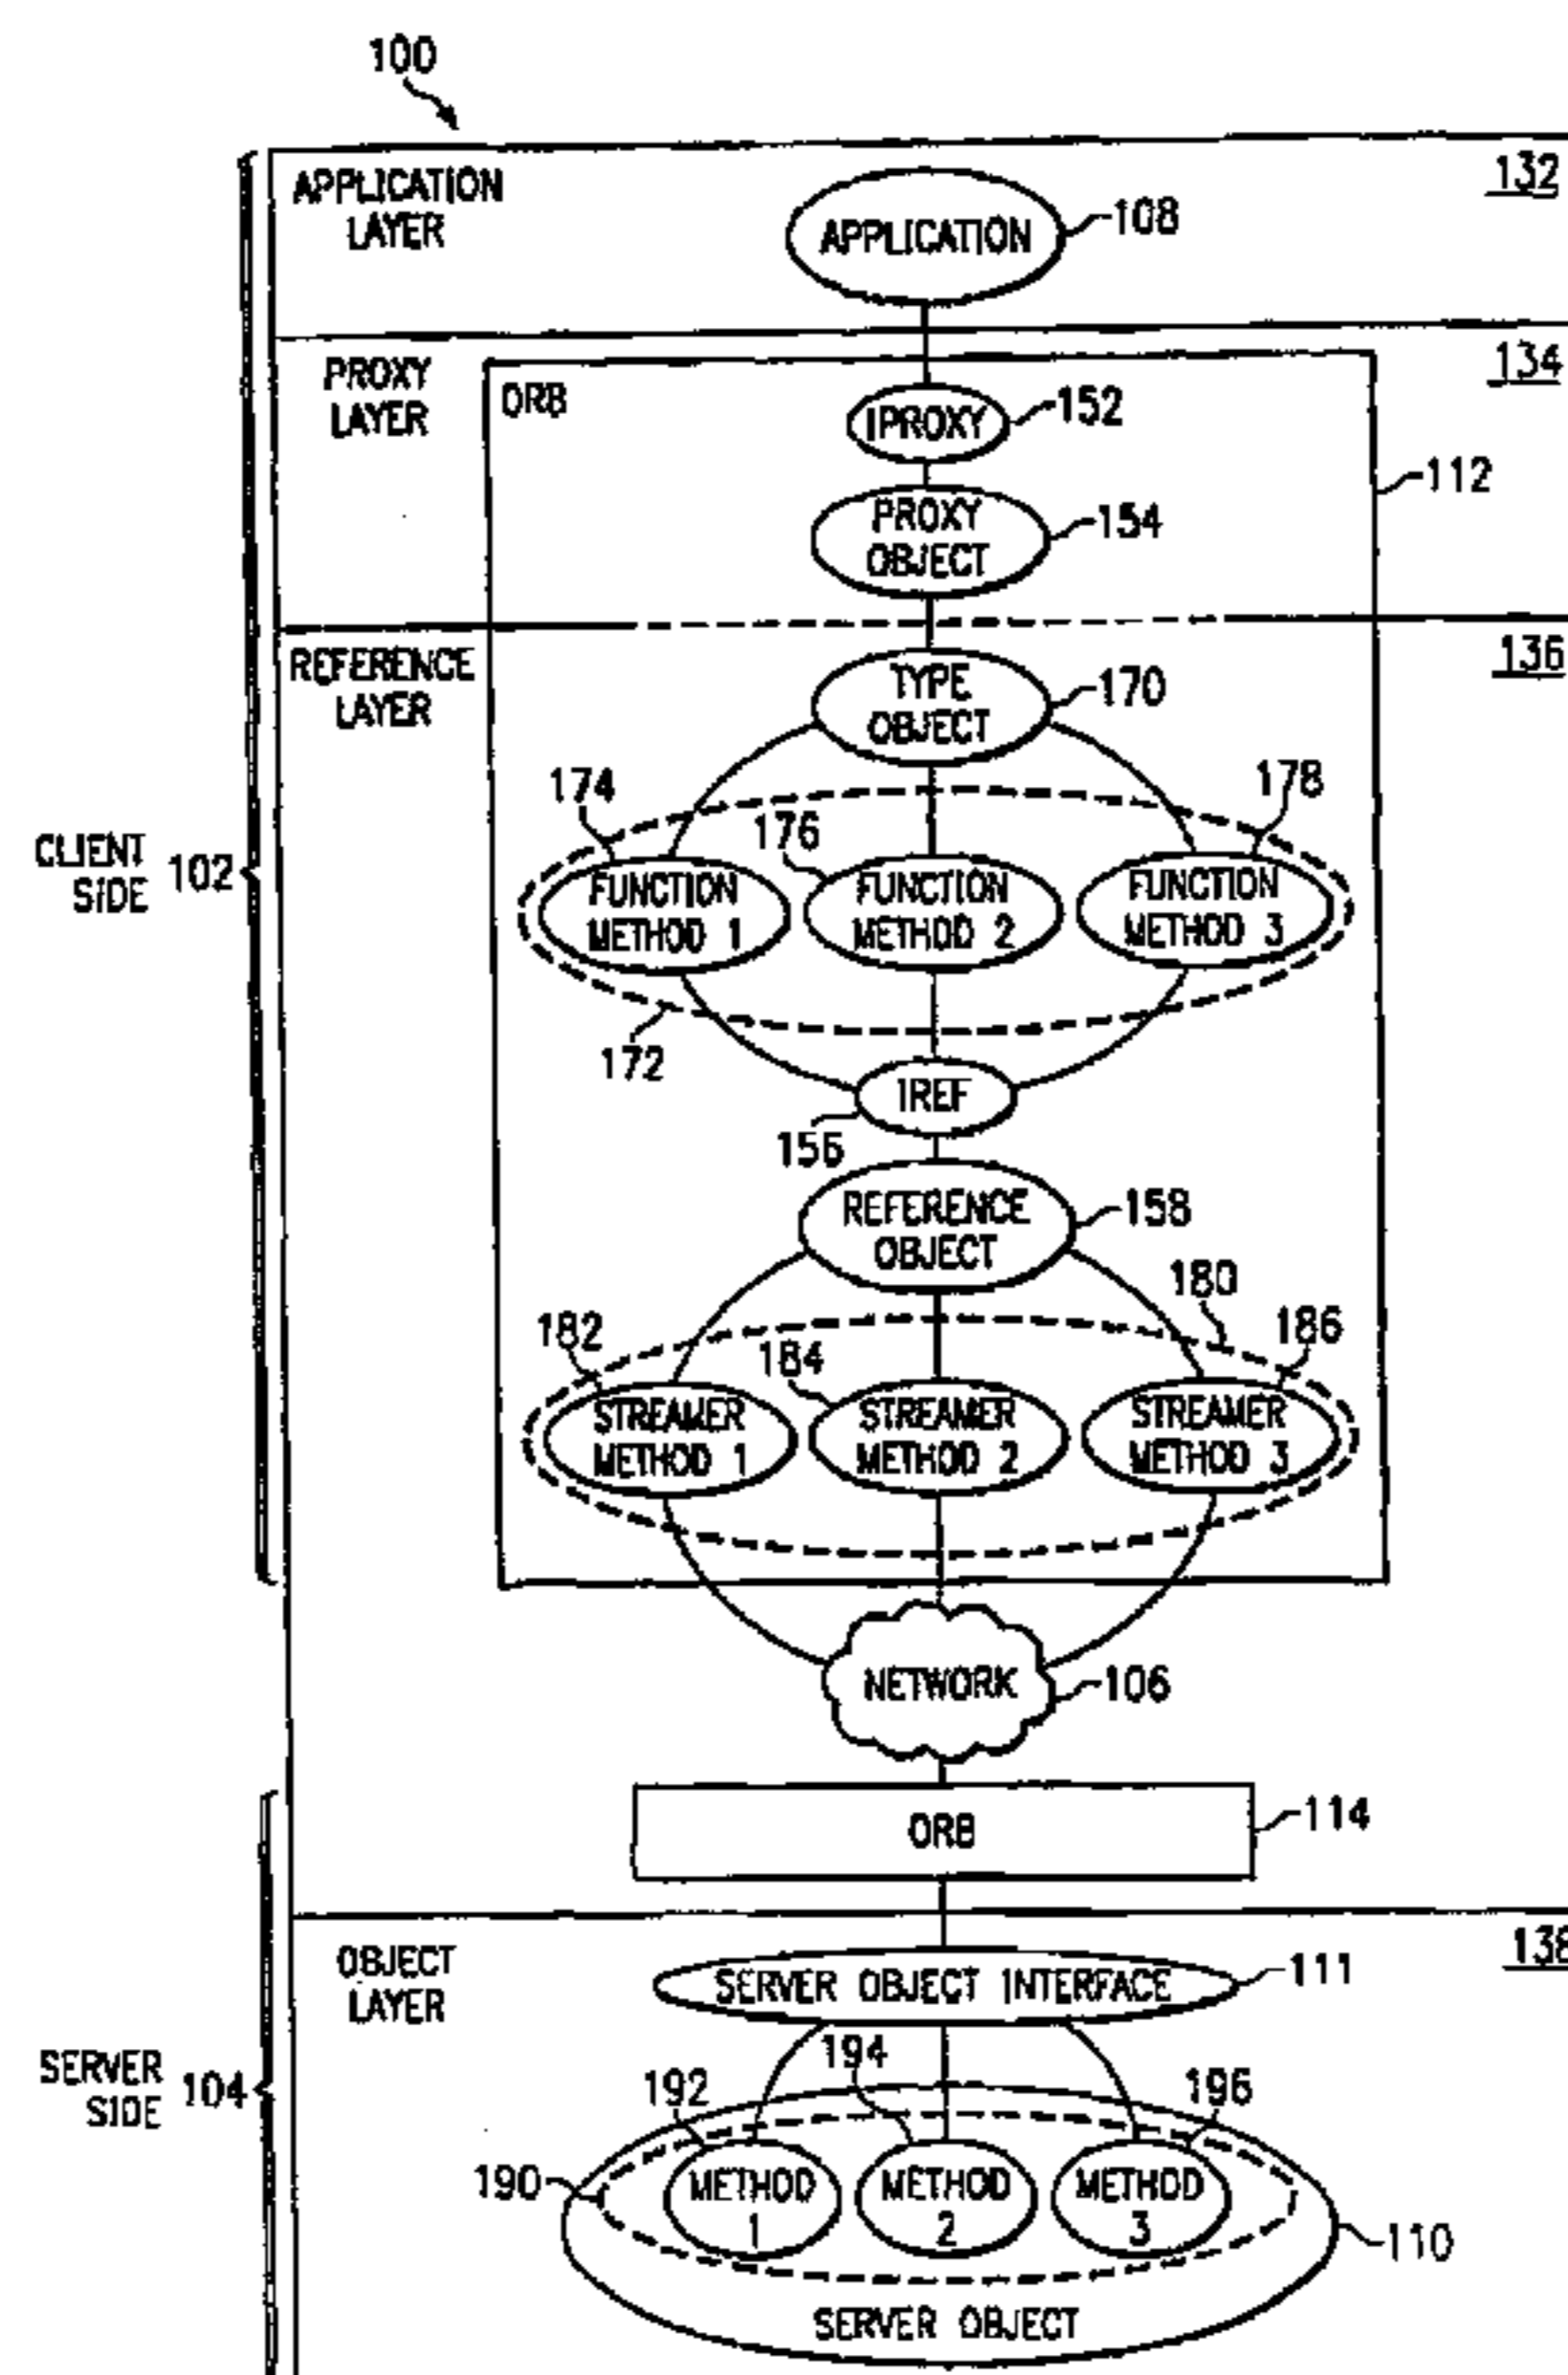 100
APPLICATION
LAYER
132
APPLICATION
108
PROXY
LAYER
134
ORB
IPROXY
152
112
PROXY
OBJECT
154
REFERENCE
LAYER
136
TYPE
OBJECT
170
174
176
178
FUNCTION
METHOD 1
FUNCTION
METHOD 2
FUNCTION
METHOD 3
CLIENT
SIDE
102
172
IREF
156
REFERENCE
OBJECT
158
180
182
184
186
STREAMER
METHOD 1
STREAMER
METHOD 2
STREAMER
METHOD 3
NETWORK
106
ORB
114
OBJECT
LAYER
138
SERVER OBJECT INTERFACE
111
SERVER
SIDE
104
192
194
196
190
METHOD
1
METHOD
2
METHOD
3
110
SERVER OBJECT